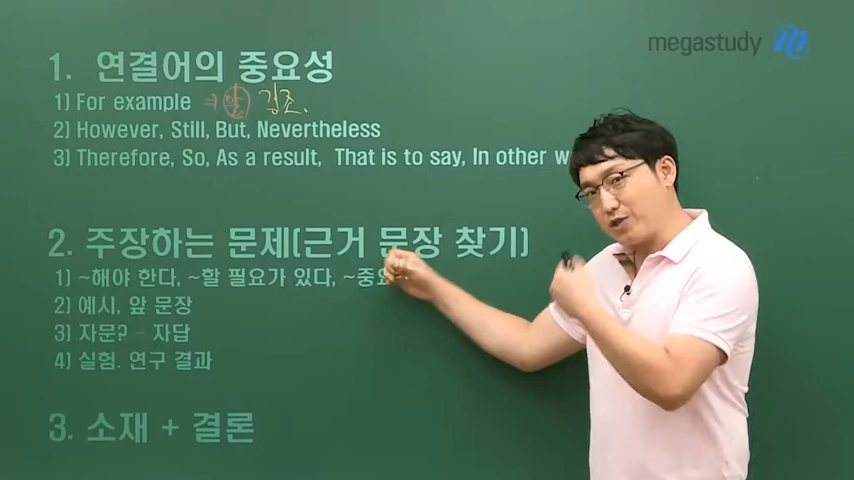 megastudy
1. 연결어의 중요성
1) For example ⇒ 앞 강조.
2) However, Still, But, Nevertheless
3) Therefore, So, As a result, That is to say, In other w
2. 주장하는 문제(근거 문장 찾기)
1) ~해야 한다, ~할 필요가 있다, ~중요
2) 예시, 앞 문장
3) 자문? - 자답
4) 실험. 연구 결과
3. 소재 + 결론